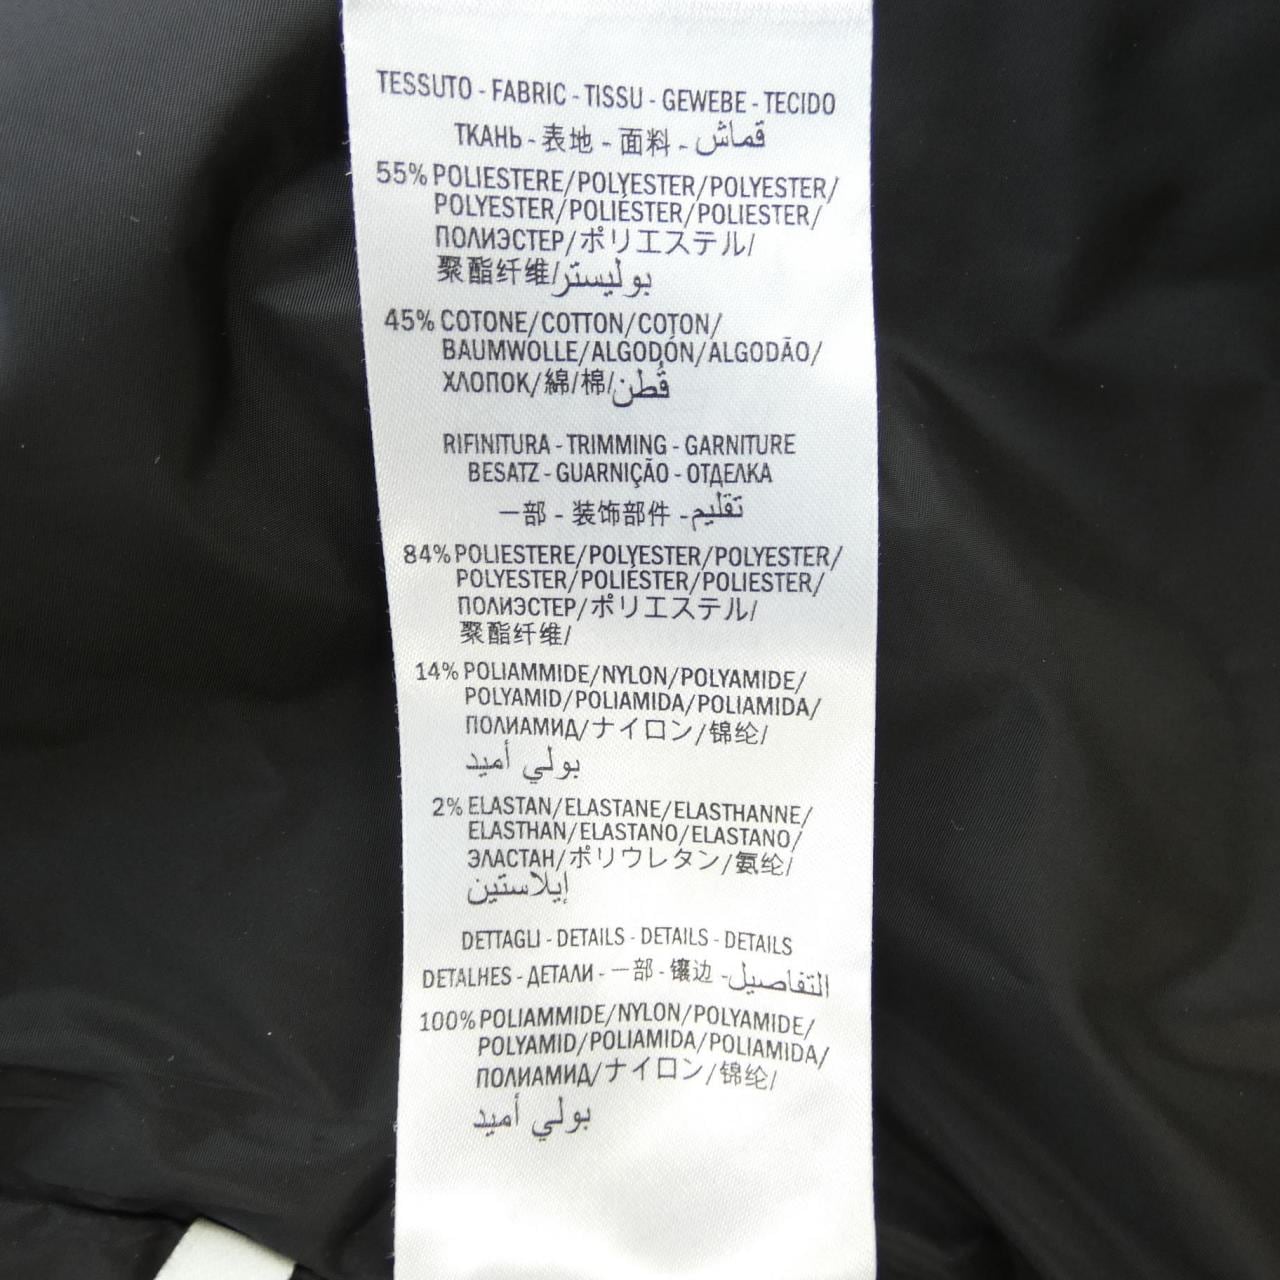 TESSUTO - FABRIC - TISSU - GEWEBE - TECIDO
ТКАНЬ - 表地 - 面料 - قماش
55% POLIESTERE/POLYESTER/POLYESTER/
POLYESTER/POLIÉSTER/POLIESTER/
ПОЛИЭСТЕР/ポリエステル/
聚酯纤维/بوليستر
45% COTONE/COTTON/COTON/
BAUMWOLLE/ALGODÓN/ALGODÃO/
ХЛОПОК/綿/棉/قُطن
RIFINITURA - TRIMMING - GARNITURE
BESATZ - GUARNIÇÃO - ОТДЕЛКА
一部 - 装饰部件 - تقليم
84% POLIESTERE/POLYESTER/POLYESTER/
POLYESTER/POLIÉSTER/POLIESTER/
ПОЛИЭСТЕР/ポリエステル/
聚酯纤维/
14% POLIAMMIDE/NYLON/POLYAMIDE/
POLYAMID/POLIAMIDA/POLIAMIDA/
ПОЛИАМИД/ナイロン/锦纶/
بولي أميد
2% ELASTAN/ELASTANE/ELASTHANNE/
ELASTHAN/ELASTANO/ELASTANO/
ЭЛАСТАН/ポリウレタン/氨纶/
إيلاستين
DETTAGLI - DETAILS - DETAILS - DETAILS
DETALHES - ДЕТАЛИ - 一部 - 镶边 - التفاصيل
100% POLIAMMIDE/NYLON/POLYAMIDE/
POLYAMID/POLIAMIDA/POLIAMIDA/
ПОЛИАМИД/ナイロン/锦纶/
بولي أميد